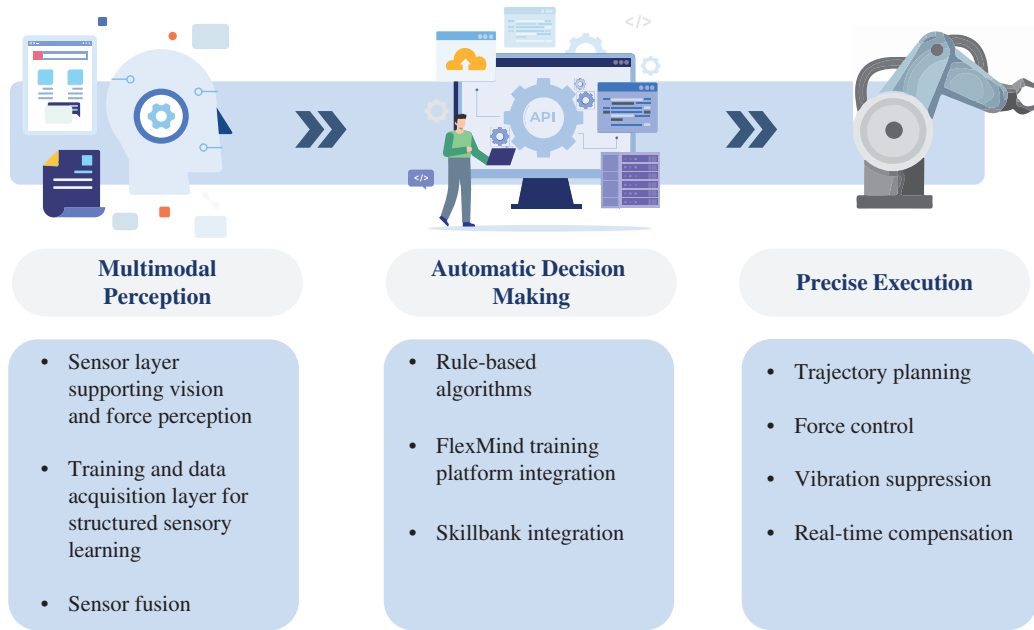 </>
API
</>
Multimodal
Perception
Automatic Decision
Making
Precise Execution
• Sensor layer
supporting vision
and force perception
• Training and data
acquisition layer for
structured sensory
learning
• Sensor fusion
• Rule-based
algorithms
• FlexMind training
platform integration
• Skillbank integration
• Trajectory planning
• Force control
• Vibration suppression
• Real-time compensation